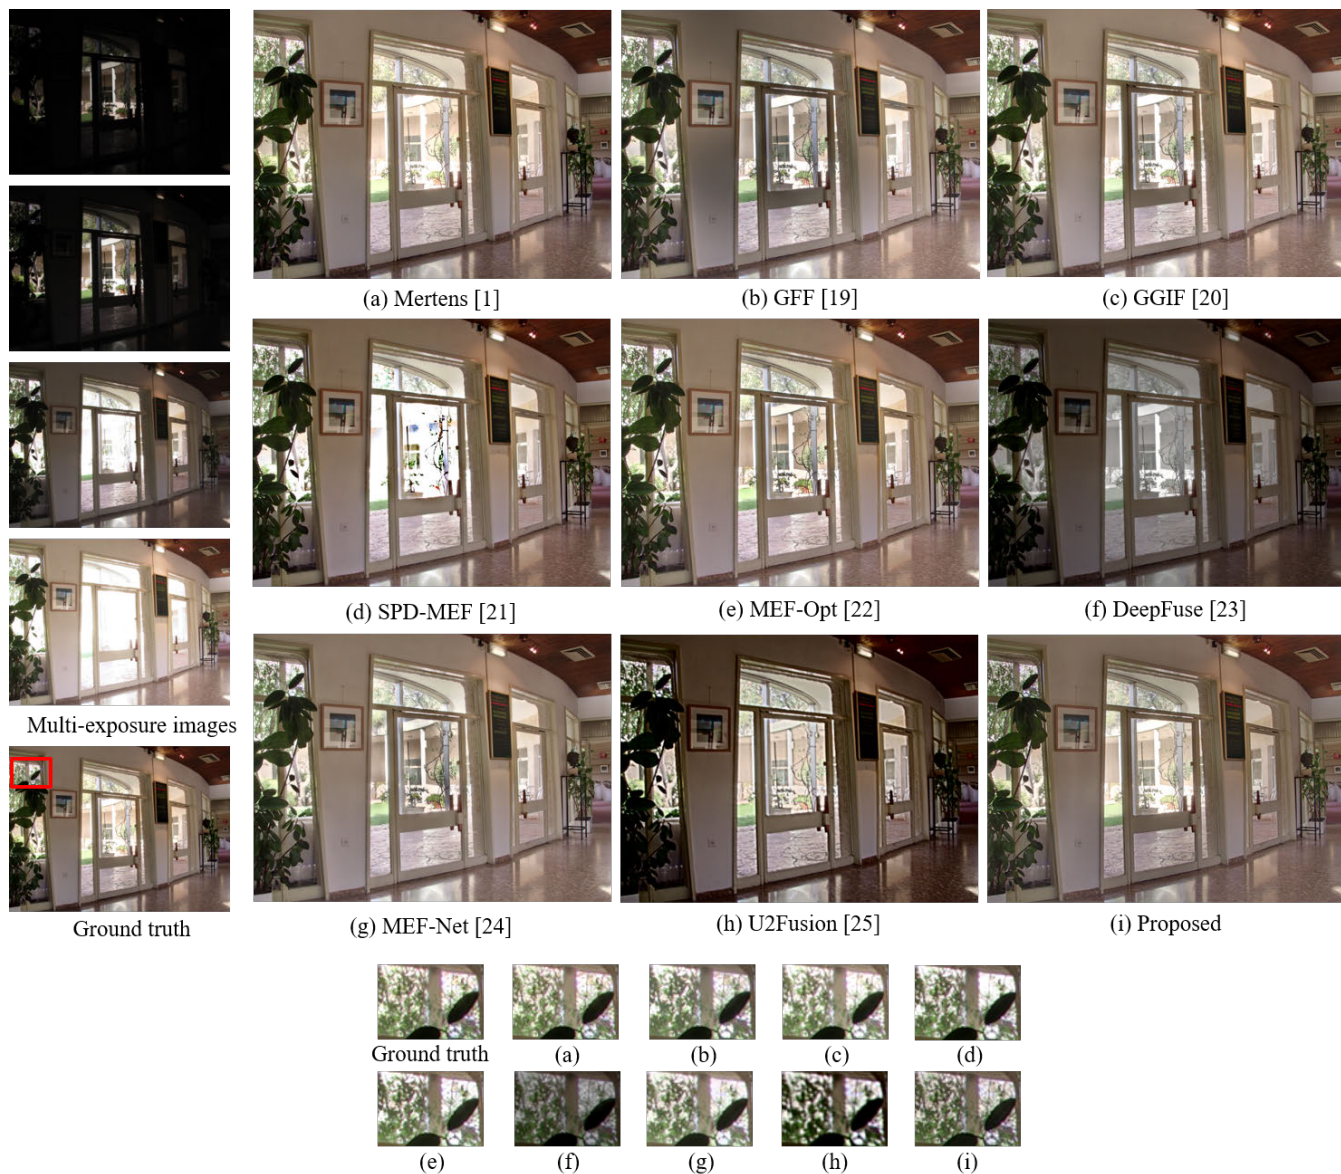 (a) Mertens [1]
(b) GFF [19]
(c) GGIF [20]
(d) SPD-MEF [21]
(e) MEF-Opt [22]
(f) DeepFuse [23]
Multi-exposure images
Ground truth
(g) MEF-Net [24]
(h) U2Fusion [25]
(i) Proposed
Ground truth
(a)
(b)
(c)
(d)
(e)
(f)
(g)
(h)
(i)